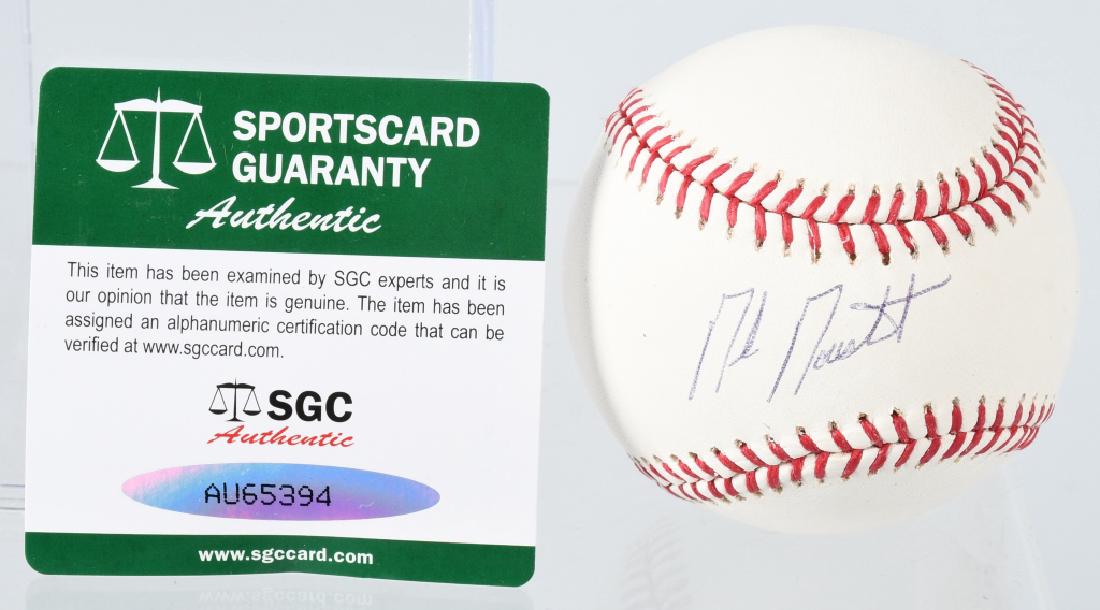 SPORTSCARD
GUARANTY
Authentic
This item has been examined by SGC experts and it is
our opinion that the item is genuine. The item has been
assigned an alphanumeric certification code that can be
verified at www.sgccard.com.
SGC
Authentic
AU65394
www.sgccard.com